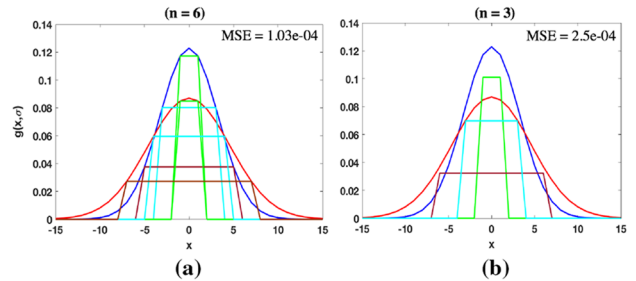 (n = 6)
MSE = 1.03e-04
0.14
0.12
0.1
0.08
0.06
0.04
0.02
0
g(x,σ)
-15 -10 -5 0 5 10 15
x
(a)
(n = 3)
MSE = 2.5e-04
0.14
0.12
0.1
0.08
0.06
0.04
0.02
0
-15 -10 -5 0 5 10 15
x
(b)